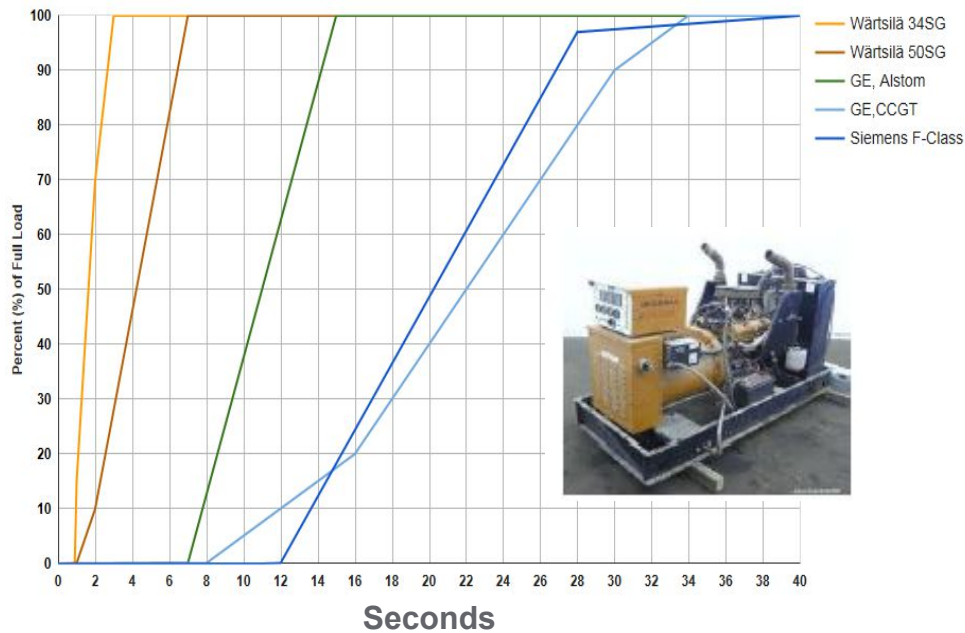 100
90
80
70
60
50
40
30
20
10
0
Percent (%) of Full Load
0 2 4 6 8 10 12 14 16 18 20 22 24 26 28 30 32 34 36 38 40
Seconds
Wärtsilä 34SG
Wärtsilä 50SG
GE, Alstom
GE,CCGT
Siemens F-Class